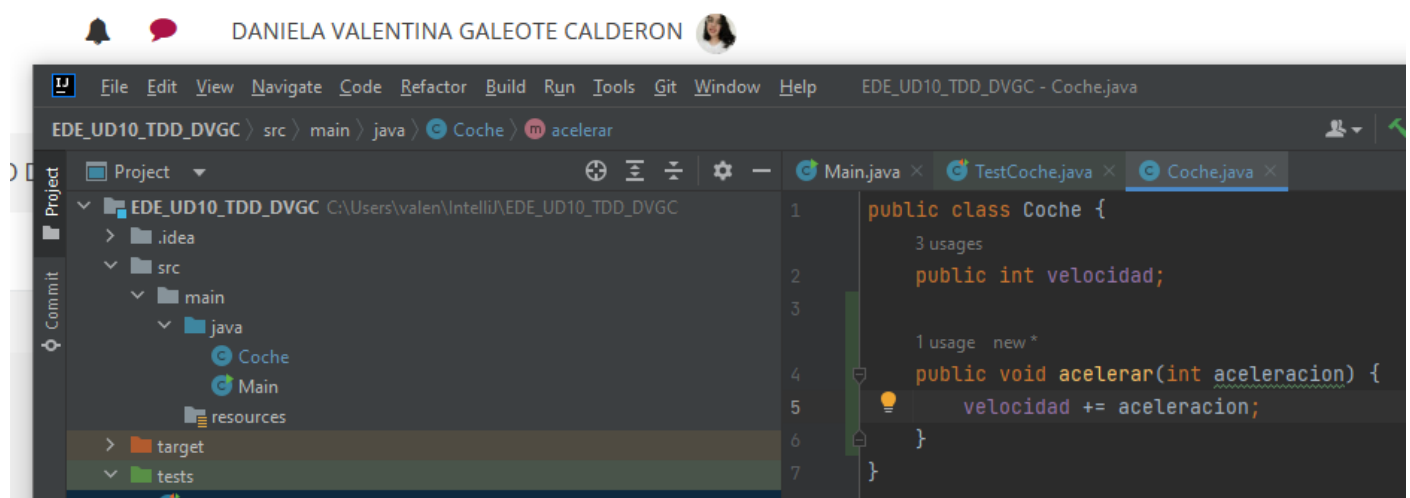 DANIELA VALENTINA GALEOTE CALDERON
File Edit View Navigate Code Refactor Build Run Tools Git Window Help EDE_UD10_TDD_DVGC - Coche.java
EDE_UD10_TDD_DVGC src main java Coche acelerar
Project
Commit
Project
EDE_UD10_TDD_DVGC C:\Users\valen\IntelliJ\EDE_UD10_TDD_DVGC
.idea
src
main
java
Coche
Main
resources
target
tests
Main.java TestCoche.java Coche.java
1 public class Coche {
3 usages
2 public int velocidad;
3
1 usage new *
4 public void acelerar(int aceleracion) {
5 velocidad += aceleracion;
6 }
7 }